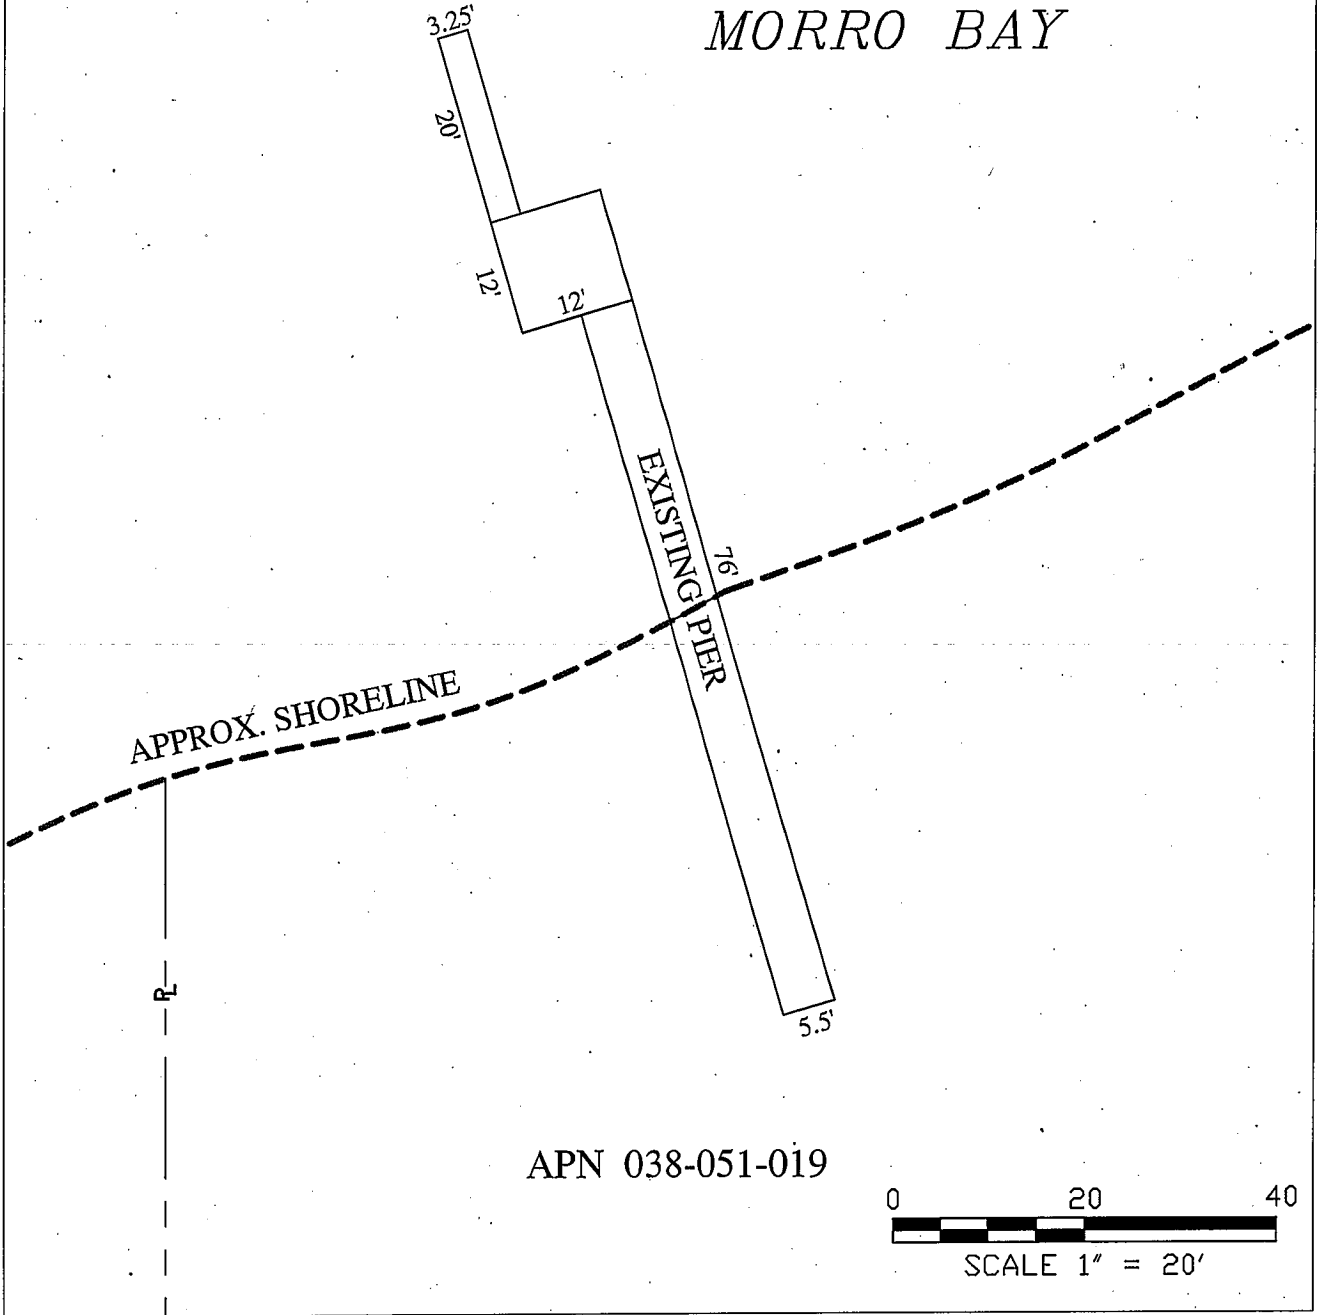 MORRO BAY
3.25'
20'
12'
12'
EXISTING PIER
76'
APPROX. SHORELINE
PL
5.5'
APN 038-051-019
0 20 40
SCALE 1" = 20'